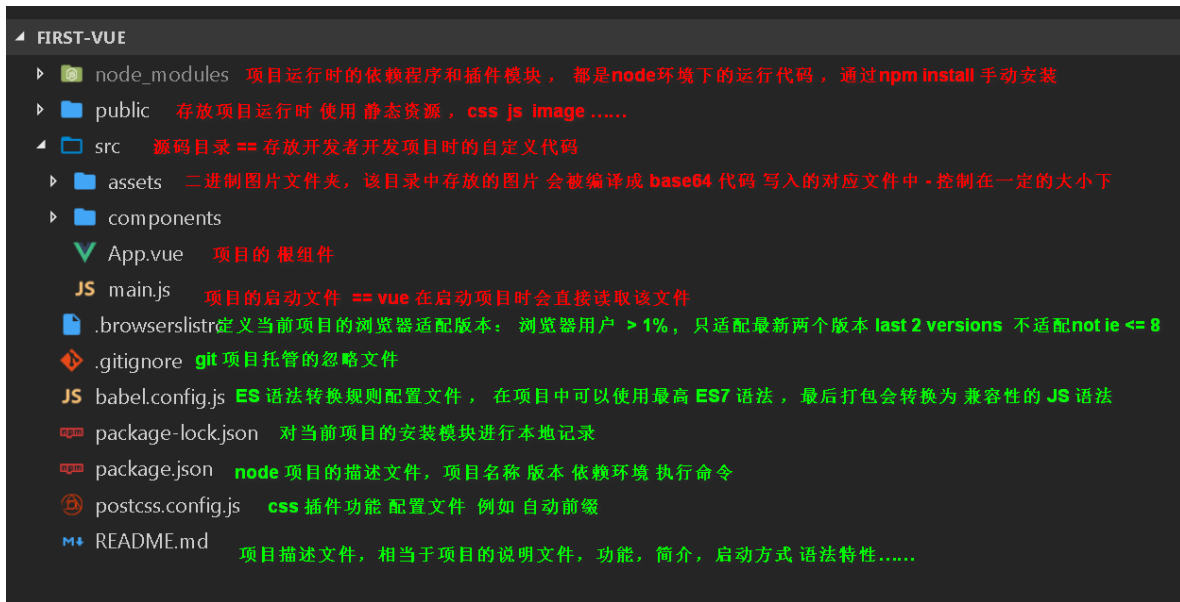 FIRST-VUE
node_modules 项目运行时的依赖程序和插件模块， 都是node环境下的运行代码，通过npm install 手动安装
public 存放项目运行时 使用 静态资源，css js image ......
src 源码目录 == 存放开发者开发项目时的自定义代码
assets 二进制图片文件夹，该目录中存放的图片 会被编译成 base64 代码 写入的对应文件中 - 控制在一定的大小下
components
App.vue 项目的 根组件
JS main.js 项目的启动文件 == vue 在启动项目时会直接读取该文件
.browserslistrc 定义当前项目的浏览器适配版本： 浏览器用户 > 1%，只适配最新两个版本 last 2 versions 不适配not ie <= 8
.gitignore git 项目托管的忽略文件
JS babel.config.js ES 语法转换规则配置文件， 在项目中可以使用最高 ES7 语法，最后打包会转换为 兼容性的 JS 语法
npm package-lock.json 对当前项目的安装模块进行本地记录
npm package.json node 项目的描述文件，项目名称 版本 依赖环境 执行命令
postcss.config.js css 插件功能 配置文件 例如 自动前缀
M↓ README.md 项目描述文件，相当于项目的说明文件，功能，简介，启动方式 语法特性......